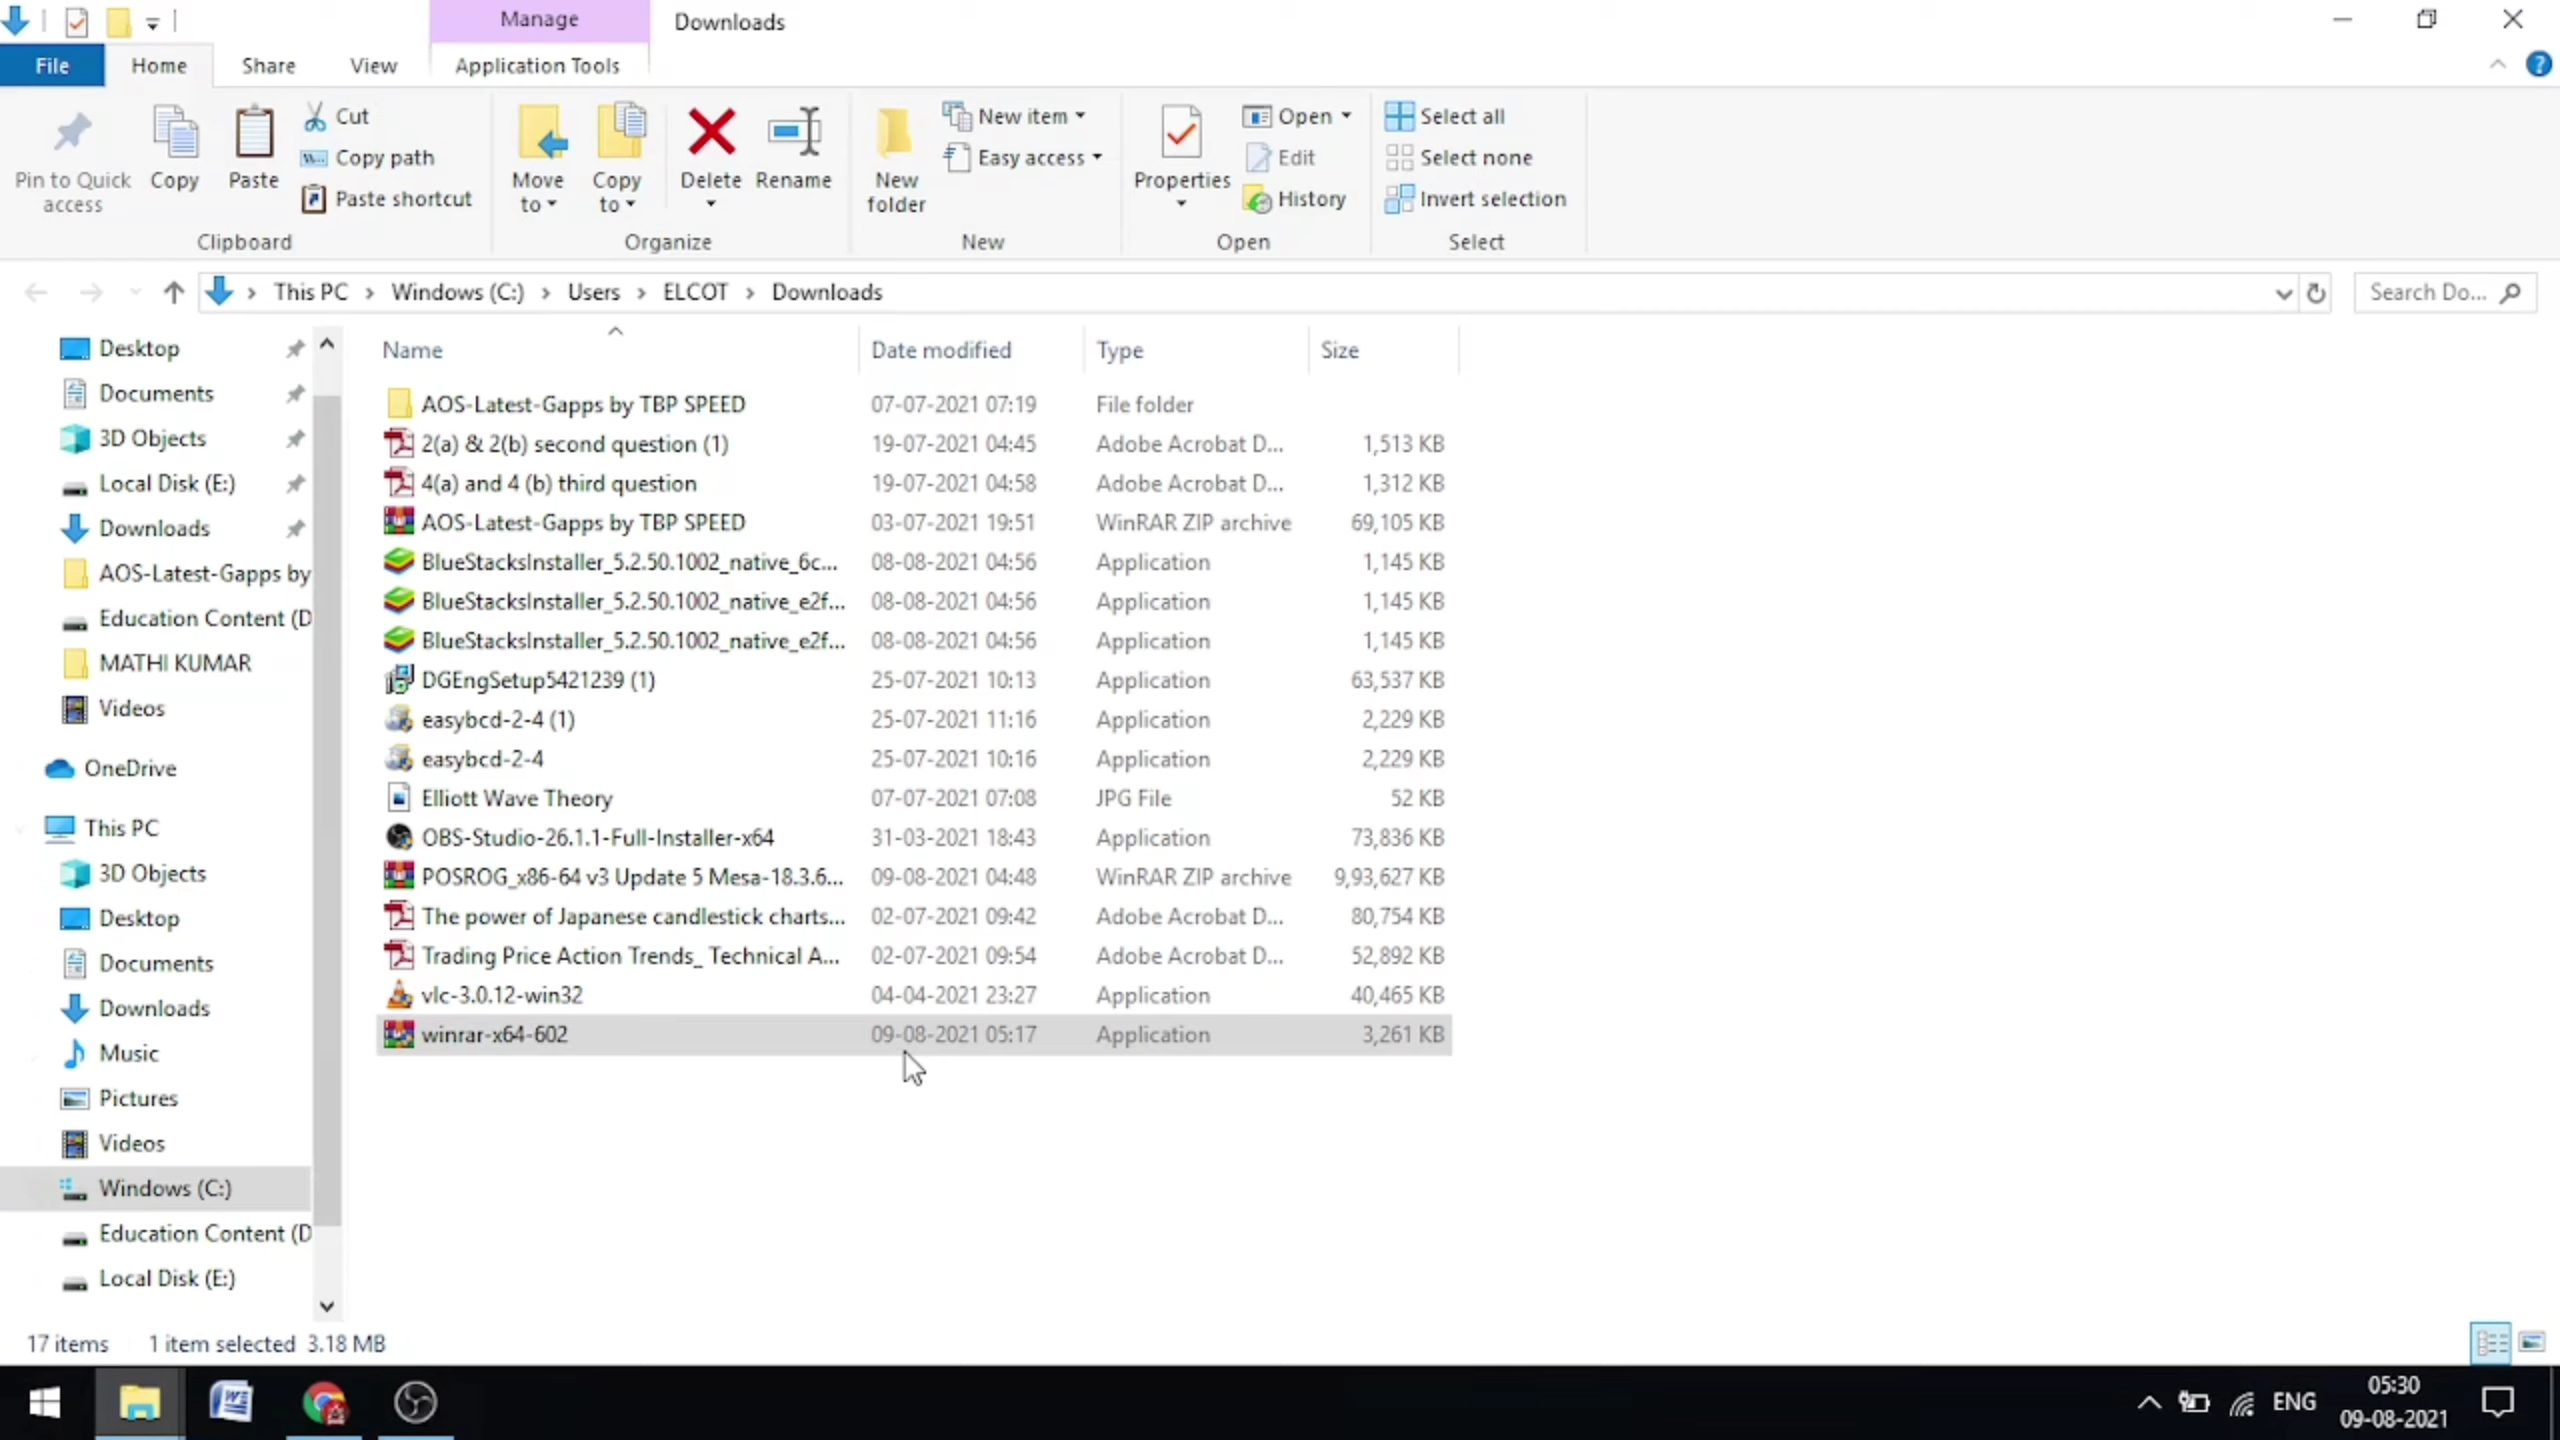 Manage
Downloads
File
Home
Share
View
Application Tools
Pin to Quick access
Copy
Paste
Cut
Copy path
Paste shortcut
Clipboard
Move to
Copy to
Delete
Rename
Organize
New folder
New item
Easy access
New
Properties
Open
Edit
History
Open
Select all
Select none
Invert selection
Select
This PC > Windows (C:) > Users > ELCOT > Downloads
Search Do...
Desktop
Documents
3D Objects
Local Disk (E:)
Downloads
AOS-Latest-Gapps by
Education Content (D
MATHI KUMAR
Videos
OneDrive
This PC
3D Objects
Desktop
Documents
Downloads
Music
Pictures
Videos
Windows (C:)
Education Content (D
Local Disk (E:)
Name Date modified Type Size
AOS-Latest-Gapps by TBP SPEED 07-07-2021 07:19 File folder
2(a) & 2(b) second question (1) 19-07-2021 04:45 Adobe Acrobat D... 1,513 KB
4(a) and 4 (b) third question 19-07-2021 04:58 Adobe Acrobat D... 1,312 KB
AOS-Latest-Gapps by TBP SPEED 03-07-2021 19:51 WinRAR ZIP archive 69,105 KB
BlueStacksInstaller_5.2.50.1002_native_6c... 08-08-2021 04:56 Application 1,145 KB
BlueStacksInstaller_5.2.50.1002_native_e2f... 08-08-2021 04:56 Application 1,145 KB
BlueStacksInstaller_5.2.50.1002_native_e2f... 08-08-2021 04:56 Application 1,145 KB
DGEngSetup5421239 (1) 25-07-2021 10:13 Application 63,537 KB
easybcd-2-4 (1) 25-07-2021 11:16 Application 2,229 KB
easybcd-2-4 25-07-2021 10:16 Application 2,229 KB
Elliott Wave Theory 07-07-2021 07:08 JPG File 52 KB
OBS-Studio-26.1.1-Full-Installer-x64 31-03-2021 18:43 Application 73,836 KB
POSROG_x86-64 v3 Update 5 Mesa-18.3.6... 09-08-2021 04:48 WinRAR ZIP archive 9,93,627 KB
The power of Japanese candlestick charts... 02-07-2021 09:42 Adobe Acrobat D... 80,754 KB
Trading Price Action Trends_ Technical A... 02-07-2021 09:54 Adobe Acrobat D... 52,892 KB
vlc-3.0.12-win32 04-04-2021 23:27 Application 40,465 KB
winrar-x64-602 09-08-2021 05:17 Application 3,261 KB
17 items 1 item selected 3.18 MB
ENG
05:30
09-08-2021